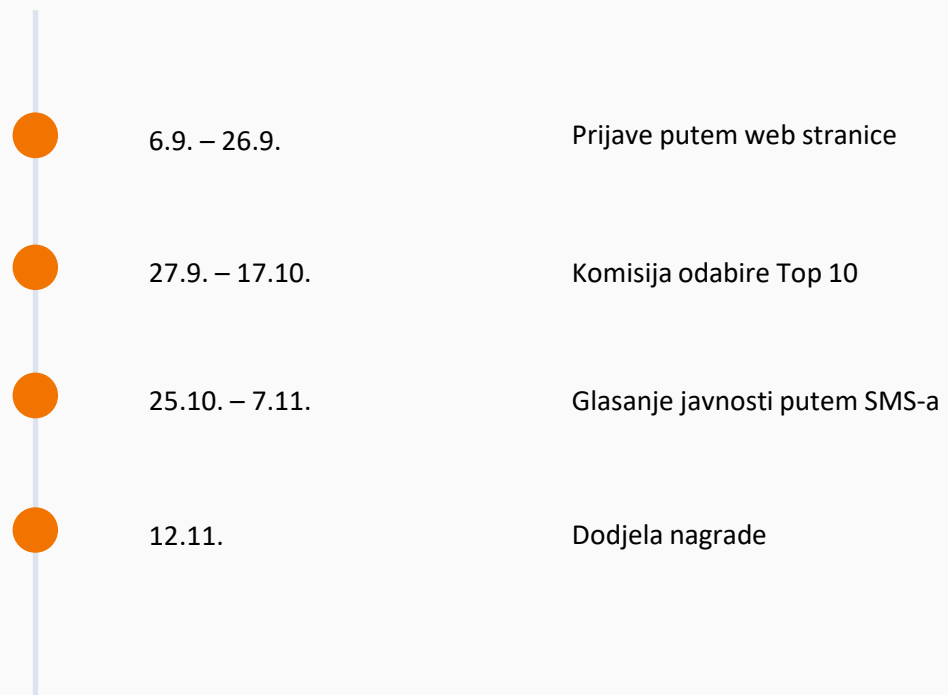 6.9. – 26.9. Prijave putem web stranice
27.9. – 17.10. Komisija odabire Top 10
25.10. – 7.11. Glasanje javnosti putem SMS-a
12.11. Dodjela nagrade